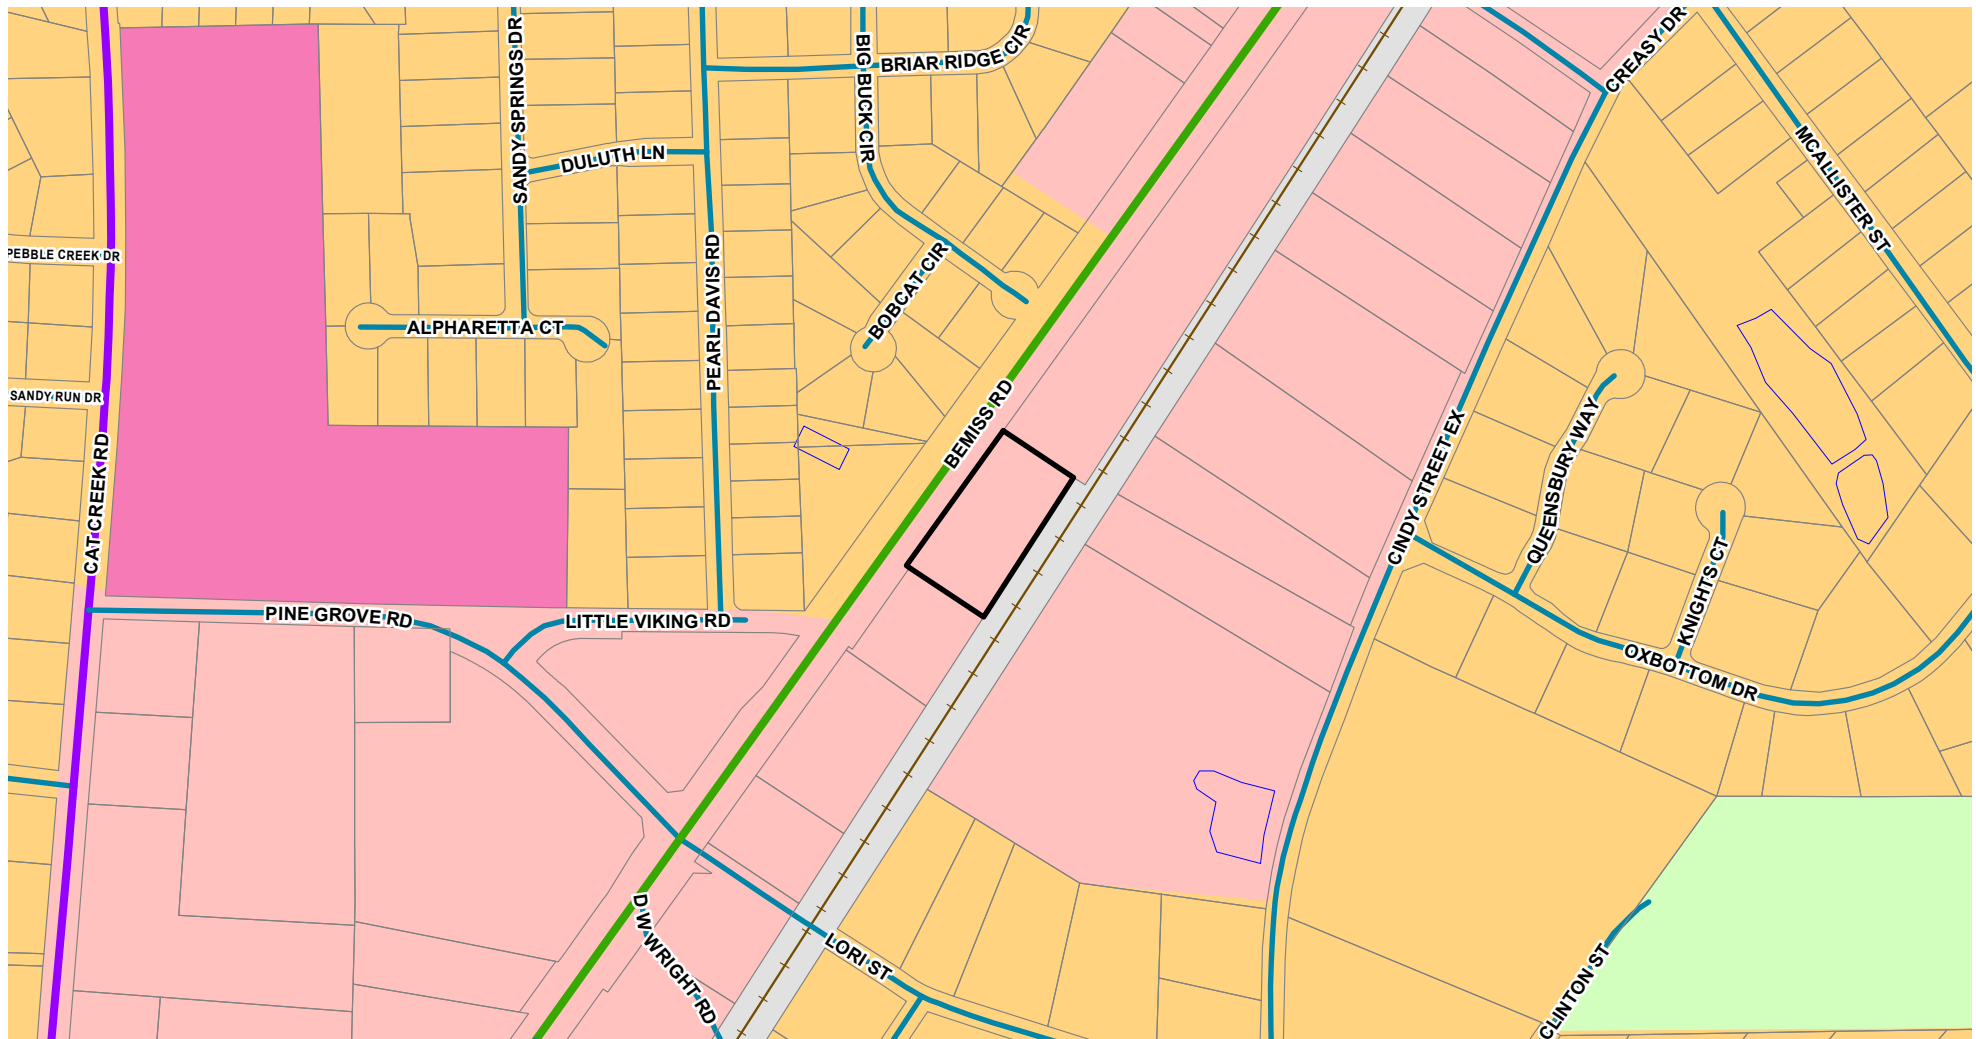 SANDY SPRINGS DR
BIG BUCK CIR
BRIAR RIDGE CIR
CREASY DR
DULUTH LN
MCALLISTER ST
PEBBLE CREEK DR
PEARL DAVIS RD
BOBCAT CIR
ALPHARETTA CT
SANDY RUN DR
CAT CREEK RD
BEMISS RD
CINDY STREET EX
QUEENSBURY WAY
KNIGHTS CT
PINE GROVE RD
LITTLE VIKING RD
OXBOTTOM DR
D W WRIGHT RD
LORI ST
CLINTON ST